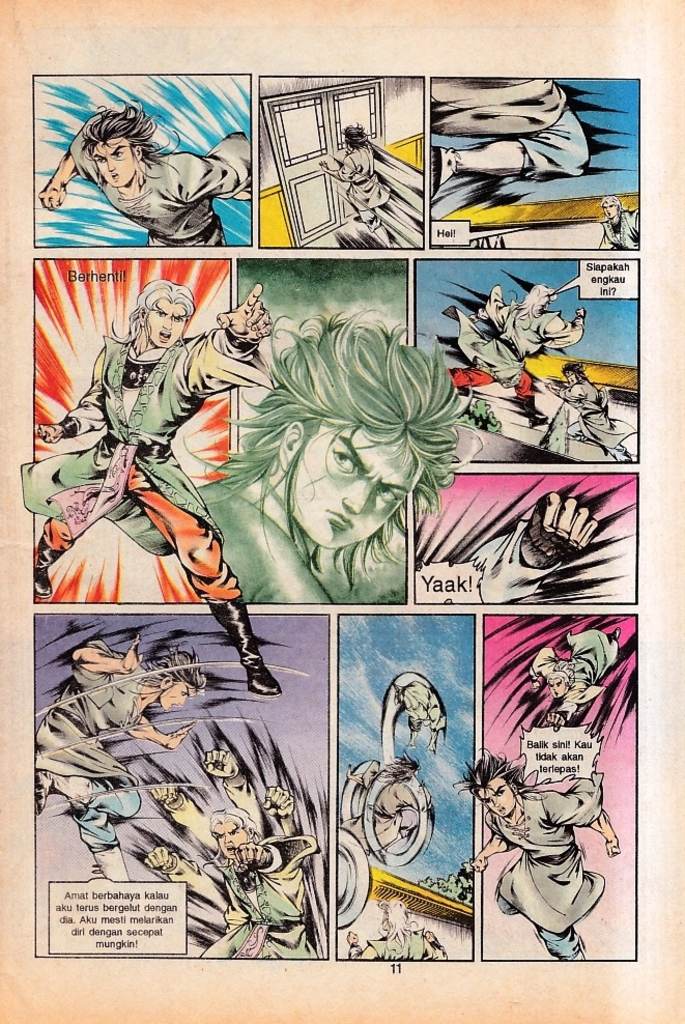 Hei!
Berhenti!
Siapakah
engkau
ini?
Yaak!
Amat berbahaya kalau
aku terus bergelut dengan
dia. Aku mesti melarikan
diri dengan secepat
mungkin!
Balik sini! Kau
tidak akan
terlepas!
11